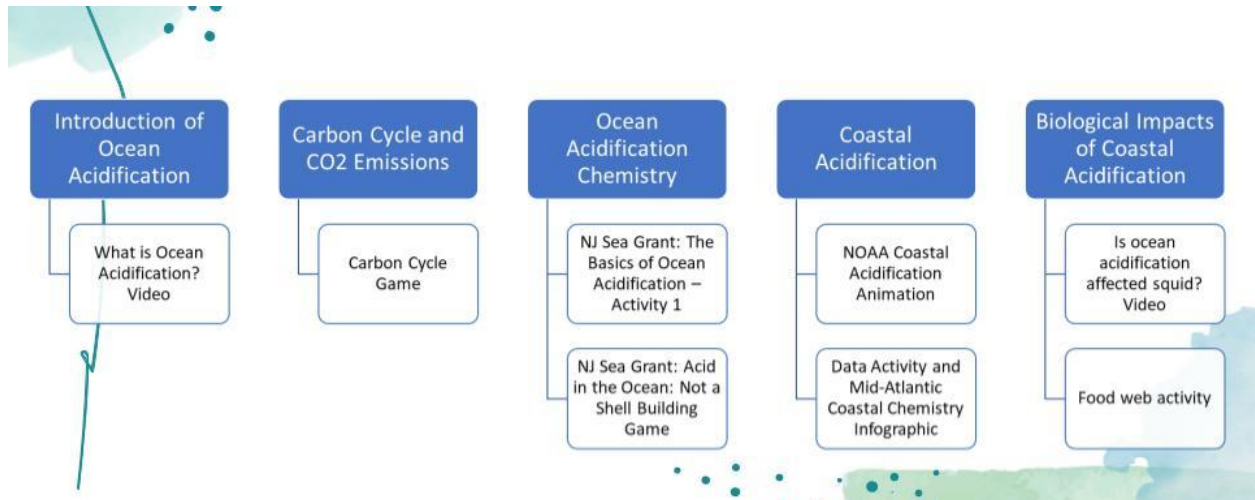 Introduction of
Ocean
Acidification
What is Ocean
Acidification?
Video
Carbon Cycle and
CO2 Emissions
Carbon Cycle
Game
Ocean
Acidification
Chemistry
NJ Sea Grant: The
Basics of Ocean
Acidification –
Activity 1
NJ Sea Grant: Acid
in the Ocean: Not a
Shell Building
Game
Coastal
Acidification
NOAA Coastal
Acidification
Animation
Data Activity and
Mid-Atlantic
Coastal Chemistry
Infographic
Biological Impacts
of Coastal
Acidification
Is ocean
acidification
affected squid?
Video
Food web activity